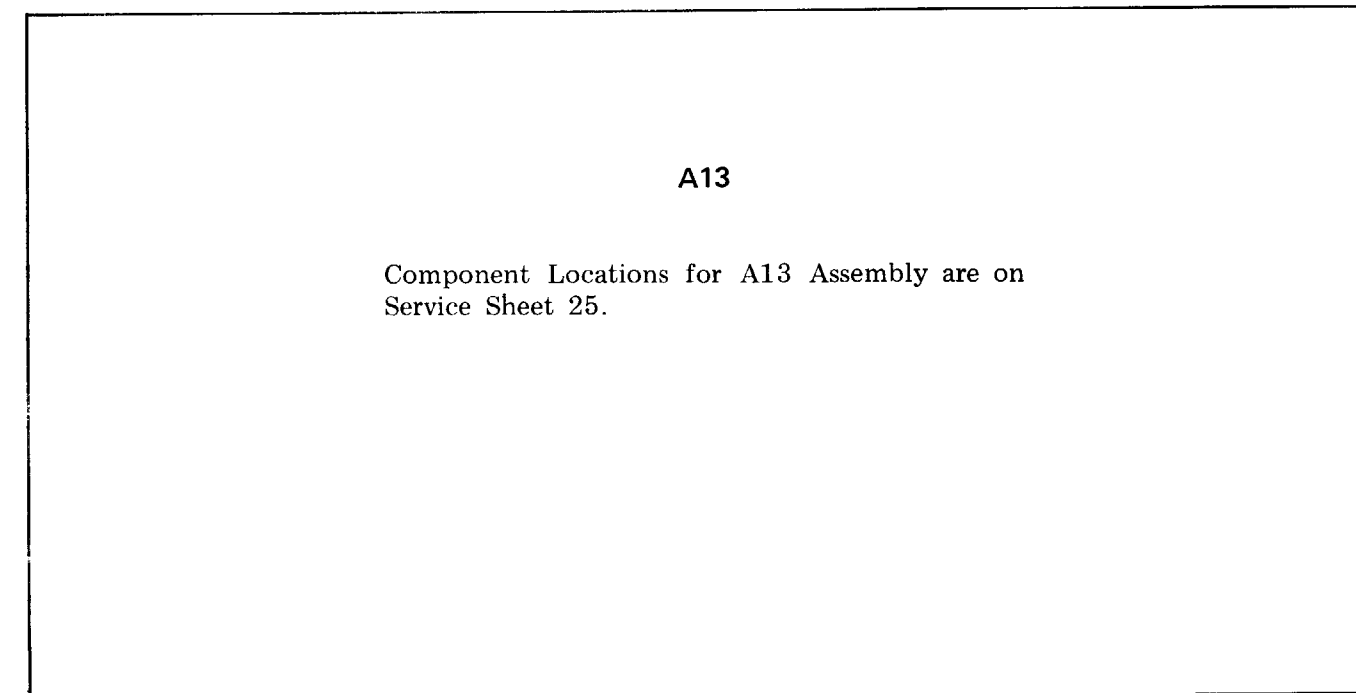 A13
Component Locations for A13 Assembly are on
Service Sheet 25.